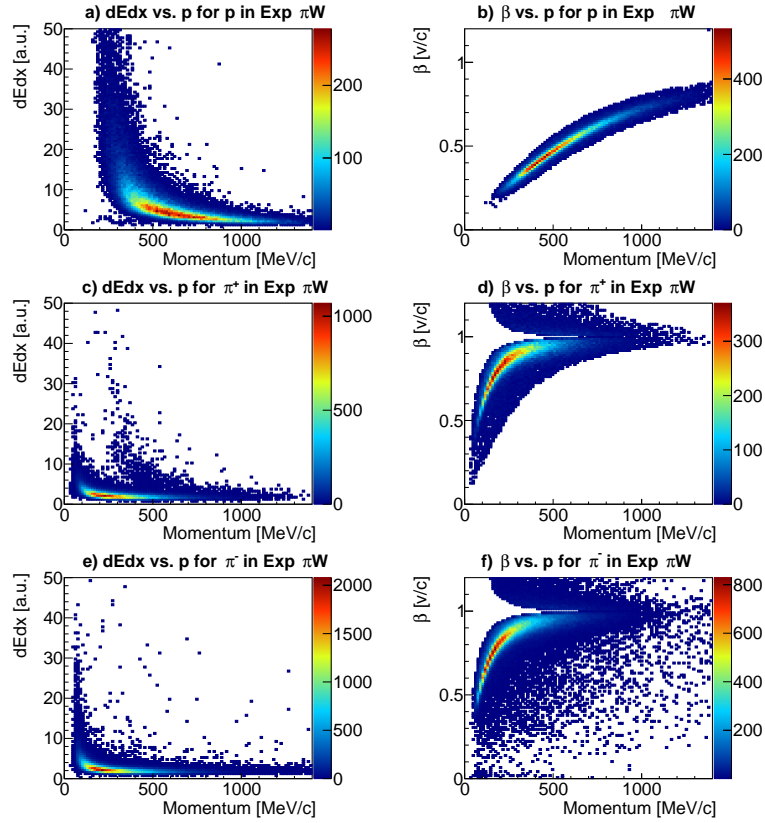 a) dEdx vs. p for p in Exp πW
b) β vs. p for p in Exp πW
dEdx [a.u.]
50
40
30
20
10
0
0 500 1000
Momentum [MeV/c]
200
100
β [v/c]
1
0.5
0
0 500 1000
Momentum [MeV/c]
400
200
0
c) dEdx vs. p for π⁺ in Exp πW
d) β vs. p for π⁺ in Exp πW
dEdx [a.u.]
50
40
30
20
10
0
0 500 1000
Momentum [MeV/c]
1000
500
0
β [v/c]
1
0.5
0
0 500 1000
Momentum [MeV/c]
300
200
100
0
e) dEdx vs. p for π⁻ in Exp πW
f) β vs. p for π⁻ in Exp πW
dEdx [a.u.]
50
40
30
20
10
0
0 500 1000
Momentum [MeV/c]
2000
1500
1000
500
0
β [v/c]
1
0.5
0
0 500 1000
Momentum [MeV/c]
800
600
400
200